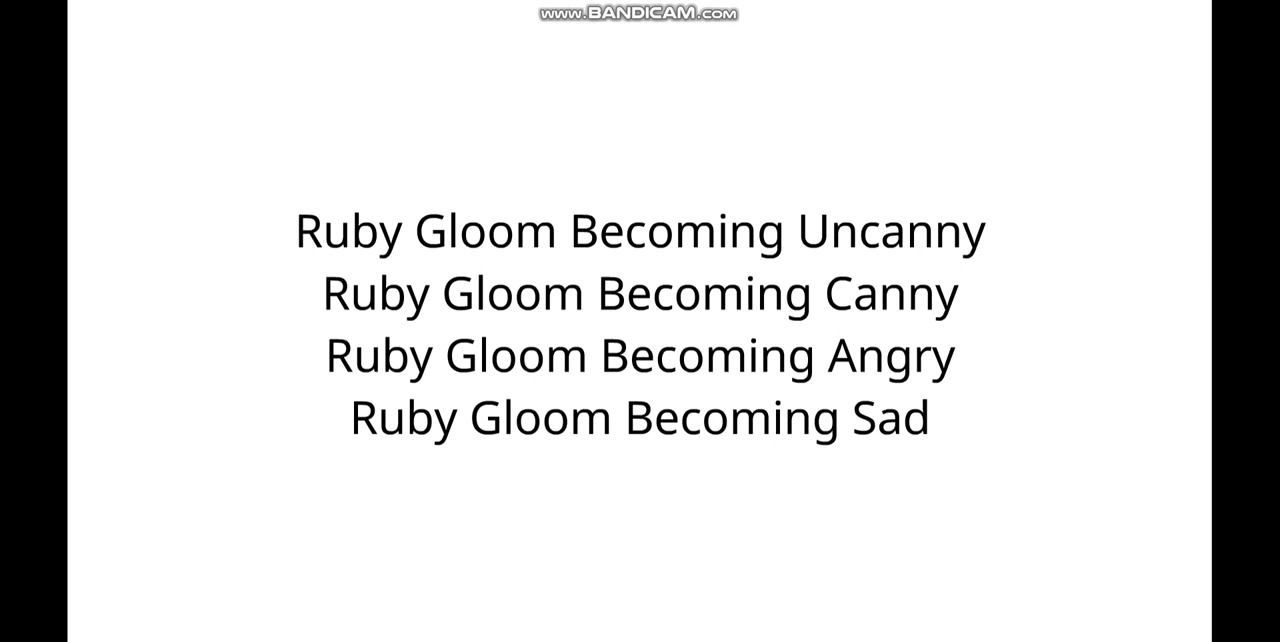 www.BANDICAM.com
Ruby Gloom Becoming Uncanny
Ruby Gloom Becoming Canny
Ruby Gloom Becoming Angry
Ruby Gloom Becoming Sad